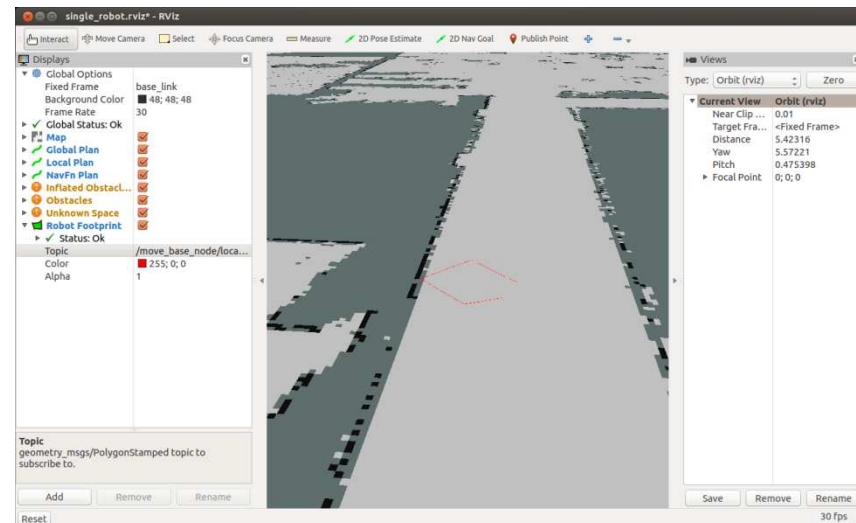 single_robot.rviz* - RViz
Interact Move Camera Select Focus Camera Measure 2D Pose Estimate 2D Nav Goal Publish Point
Displays
Global Options
Fixed Frame base_link
Background Color 48; 48; 48
Frame Rate 30
Global Status: Ok
Map
Global Plan
Local Plan
NavFn Plan
Inflated Obstacl...
Obstacles
Unknown Space
Robot Footprint
Status: Ok
Topic /move_base_node/loca...
Color 255; 0; 0
Alpha 1
Topic
geometry_msgs/PolygonStamped topic to
subscribe to.
Add Remove Rename
Reset
Views
Type: Orbit (rviz) Zero
Current View Orbit (rviz)
Near Clip ... 0.01
Target Fra... <Fixed Frame>
Distance 5.42316
Yaw 5.57221
Pitch 0.475398
Focal Point 0; 0; 0
Save Remove Rename
30 fps